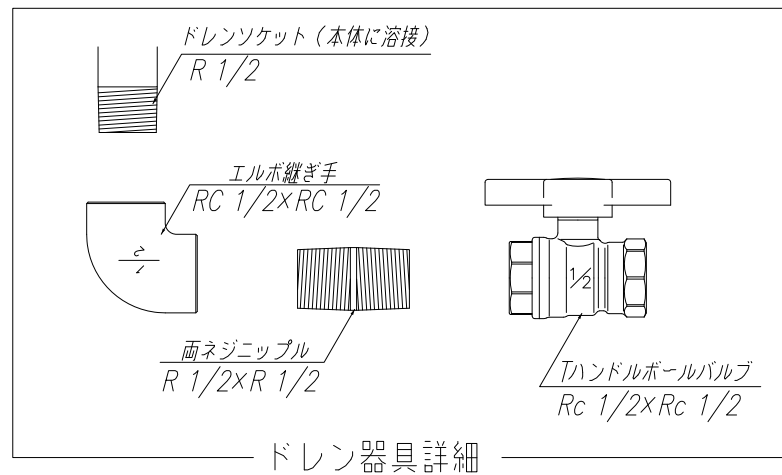 ドレンソケット（本体に溶接）
R 1/2
エルボ継ぎ手
RC 1/2×RC 1/2
1/2
1/2
両ネジニップル
R 1/2×R 1/2
Tハンドルボールバルブ
Rc 1/2×Rc 1/2
ドレン器具詳細